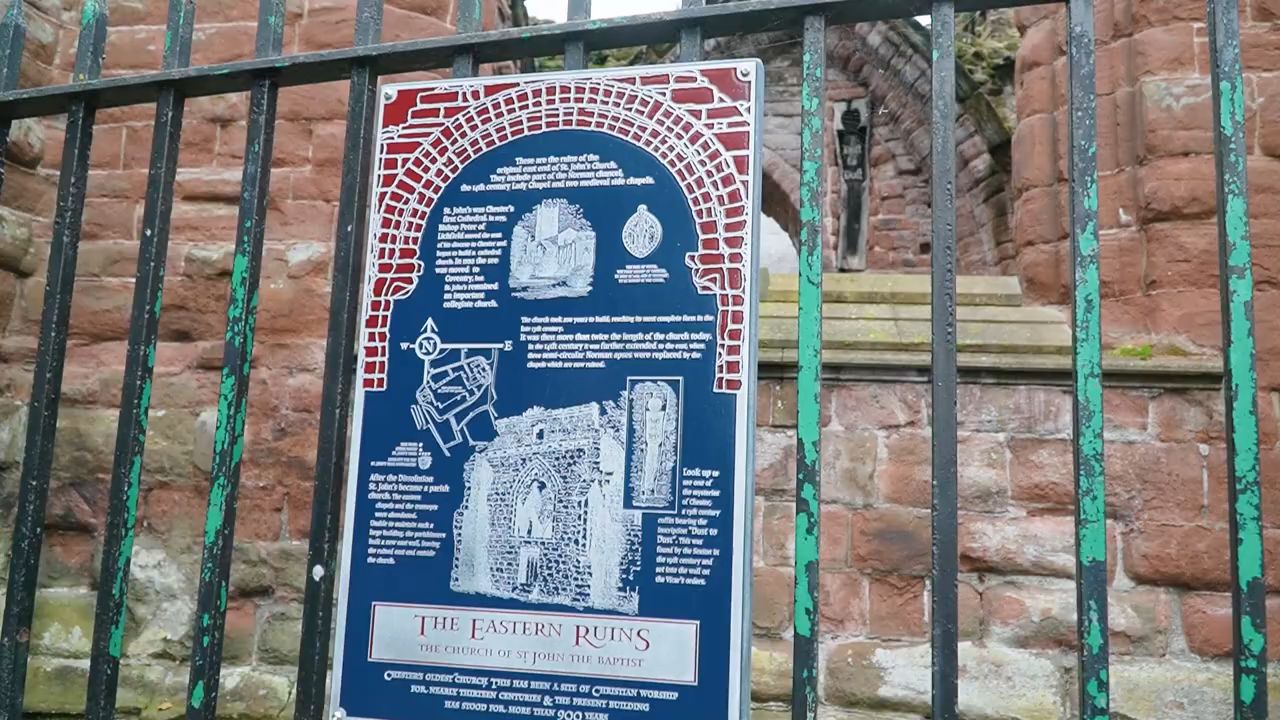 These are the ruins of the
original east end of St. John's Church.
They include part of the Norman chancel,
the 14th century Lady Chapel and two medieval side chapels.
St. John's was Chester's
first Cathedral. In 1075
Bishop Peter of
Lichfield moved the seat
of his diocese to Chester and
began to build a cathedral
church. In 1102 the see
was moved to
Coventry, but
St. John's remained
an important
collegiate church.
The church took 200 years to build, reaching its most complete form in the
late 13th century.
It was then more than twice the length of the church today.
In the 14th century it was further extended to the east, when
three semi-circular Norman apses were replaced by the
chapels which are now ruined.
W N E
After the Dissolution
St. John's became a parish
church. The eastern
chapels and the transepts
were abandoned.
Unable to maintain such a
large building, the parishioners
built a new east wall, leaving
the ruined east end outside
the church.
Look up to
see one of
the mysteries
of Chester,
a 13th century
coffin bearing the
inscription "Dust to
Dust". This was
found by the Sexton in
the 19th century and
set into the wall on
the Vicar's orders.
THE EASTERN RUINS
THE CHURCH OF ST JOHN THE BAPTIST
CHESTER'S OLDEST CHURCH. THIS HAS BEEN A SITE OF CHRISTIAN WORSHIP
FOR NEARLY THIRTEEN CENTURIES & THE PRESENT BUILDING
HAS STOOD FOR MORE THAN 900 YEARS